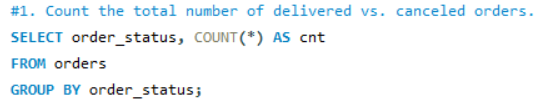 #1. Count the total number of delivered vs. canceled orders.
SELECT order_status, COUNT(*) AS cnt
FROM orders
GROUP BY order_status;